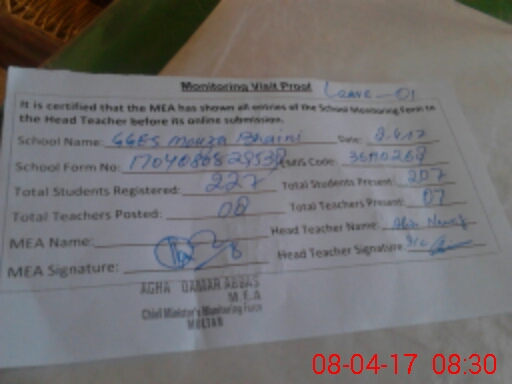 Monitoring Visit Proof Leave - 01
It is certified that the MEA has shown all entries of the School Monitoring Form to
the Head Teacher before its online submission.
School Name: GGES Mouza Bhaini Date: 8.4.17
School Form No: Code:
Total Students Registered: 227 Total Students Present: 207
Total Teachers Posted: 08 Total Teachers Present: 07
MEA Name: Head Teacher Name:
MEA Signature: Head Teacher Signature:
AGHA QAMAR ABBAS
M.E.A
Chief Minister's Monitoring Force
MULTAN
08-04-17 08:30